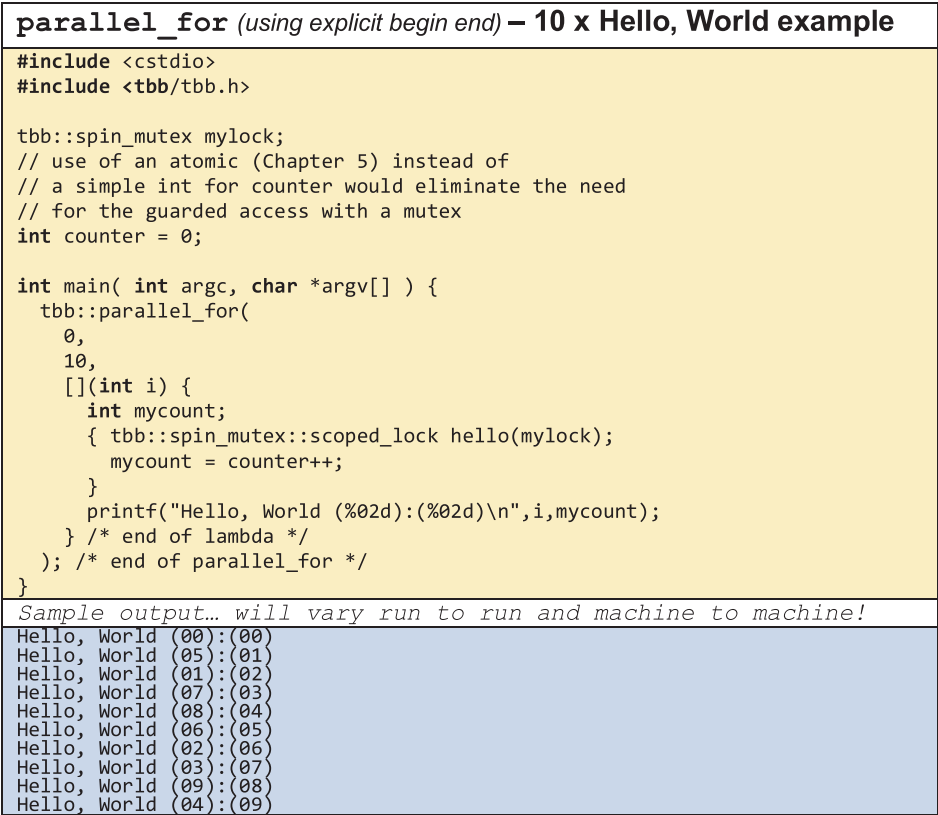 parallel_for (using explicit begin end) – 10 x Hello, World example
#include <cstdio>
#include <tbb/tbb.h>

tbb::spin_mutex mylock;
// use of an atomic (Chapter 5) instead of
// a simple int for counter would eliminate the need
// for the guarded access with a mutex
int counter = 0;

int main( int argc, char *argv[] ) {
  tbb::parallel_for(
    0,
    10,
    [](int i) {
      int mycount;
      { tbb::spin_mutex::scoped_lock hello(mylock);
        mycount = counter++;
      }
      printf("Hello, World (%02d):(%02d)\n",i,mycount);
    } /* end of lambda */
  ); /* end of parallel_for */
}
Sample output… will vary run to run and machine to machine!
Hello, World (00):(00)
Hello, World (05):(01)
Hello, World (01):(02)
Hello, World (07):(03)
Hello, World (08):(04)
Hello, World (06):(05)
Hello, World (02):(06)
Hello, World (03):(07)
Hello, World (09):(08)
Hello, World (04):(09)